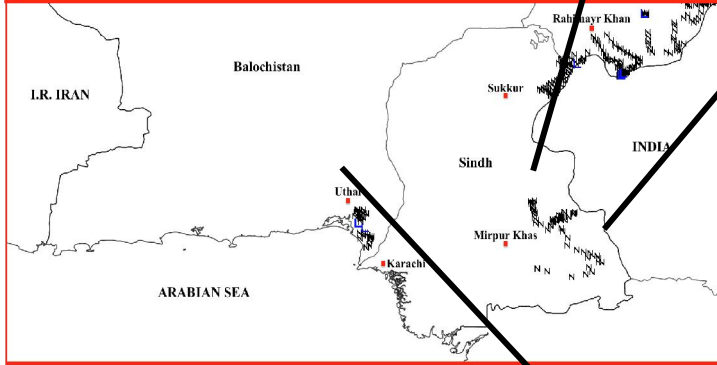 Rahimayr Khan
Balochistan
I.R. IRAN
Sukkur
INDIA
Sindh
Uthal
Mirpur Khas
Karachi
ARABIAN SEA